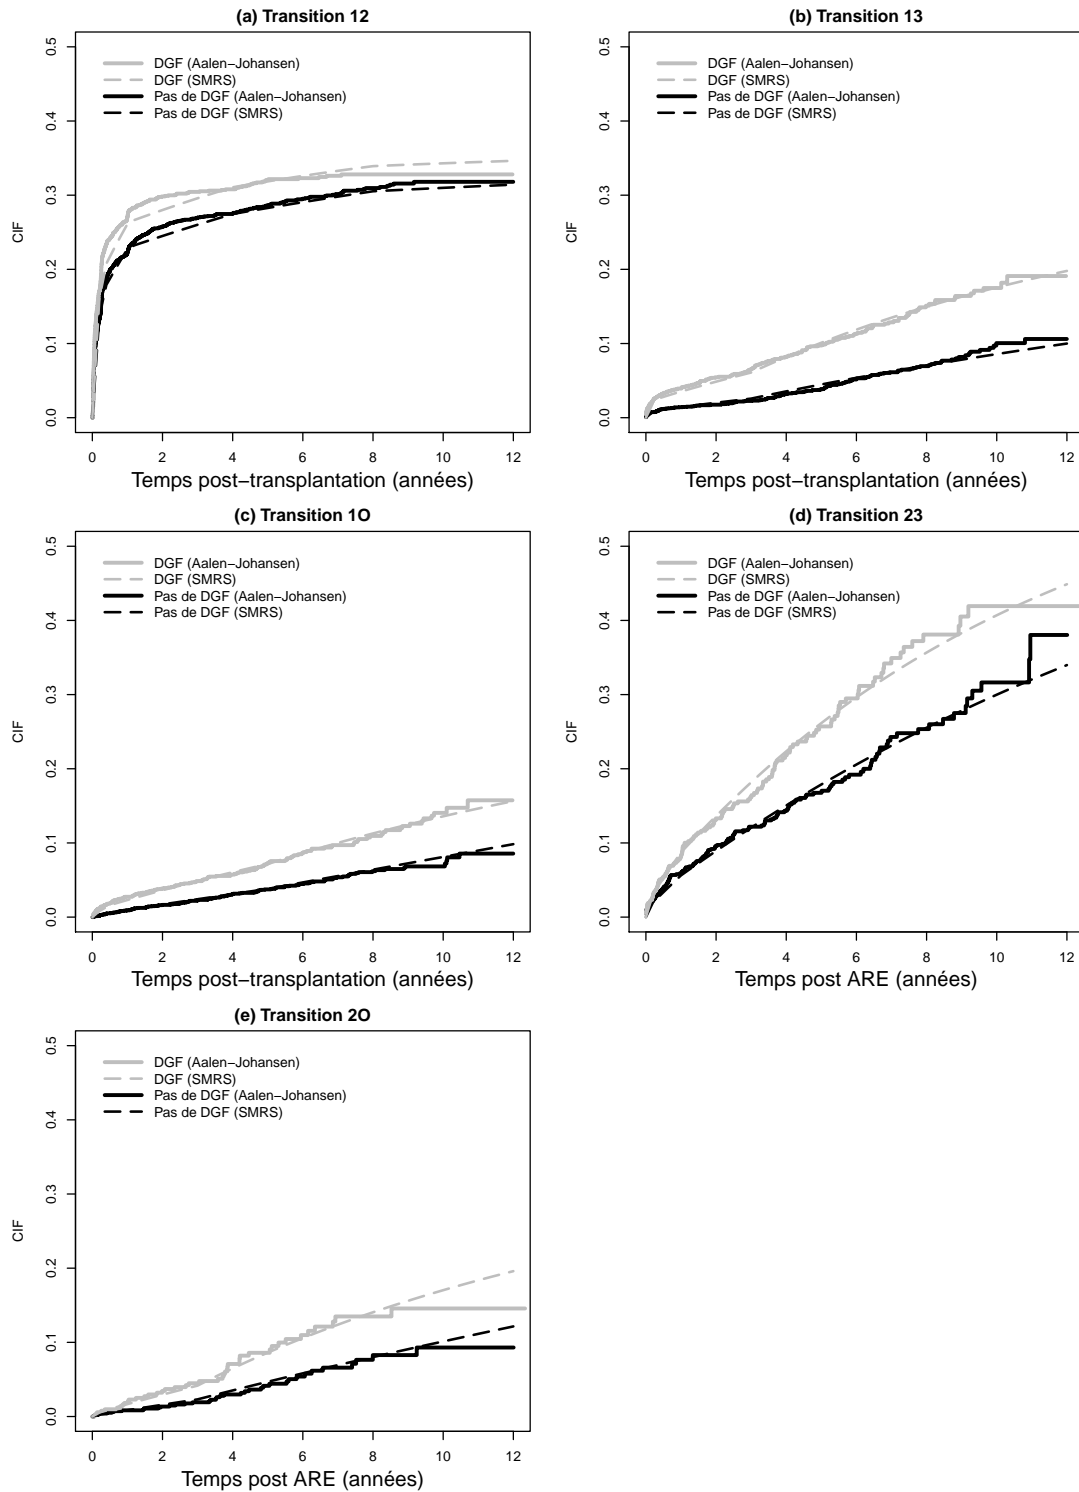 (a) Transition 12
0.5
DGF (Aalen−Johansen)
DGF (SMRS)
Pas de DGF (Aalen−Johansen)
Pas de DGF (SMRS)
0.4
0.3
CIF
0.2
0.1
0.0
0 2 4 6 8 10 12
Temps post−transplantation (années)
(b) Transition 13
0.5
DGF (Aalen−Johansen)
DGF (SMRS)
Pas de DGF (Aalen−Johansen)
Pas de DGF (SMRS)
0.4
0.3
CIF
0.2
0.1
0.0
0 2 4 6 8 10 12
Temps post−transplantation (années)
(c) Transition 1O
0.5
DGF (Aalen−Johansen)
DGF (SMRS)
Pas de DGF (Aalen−Johansen)
Pas de DGF (SMRS)
0.4
0.3
CIF
0.2
0.1
0.0
0 2 4 6 8 10 12
Temps post−transplantation (années)
(d) Transition 23
0.5
DGF (Aalen−Johansen)
DGF (SMRS)
Pas de DGF (Aalen−Johansen)
Pas de DGF (SMRS)
0.4
0.3
CIF
0.2
0.1
0.0
0 2 4 6 8 10 12
Temps post ARE (années)
(e) Transition 2O
0.5
DGF (Aalen−Johansen)
DGF (SMRS)
Pas de DGF (Aalen−Johansen)
Pas de DGF (SMRS)
0.4
0.3
CIF
0.2
0.1
0.0
0 2 4 6 8 10 12
Temps post ARE (années)